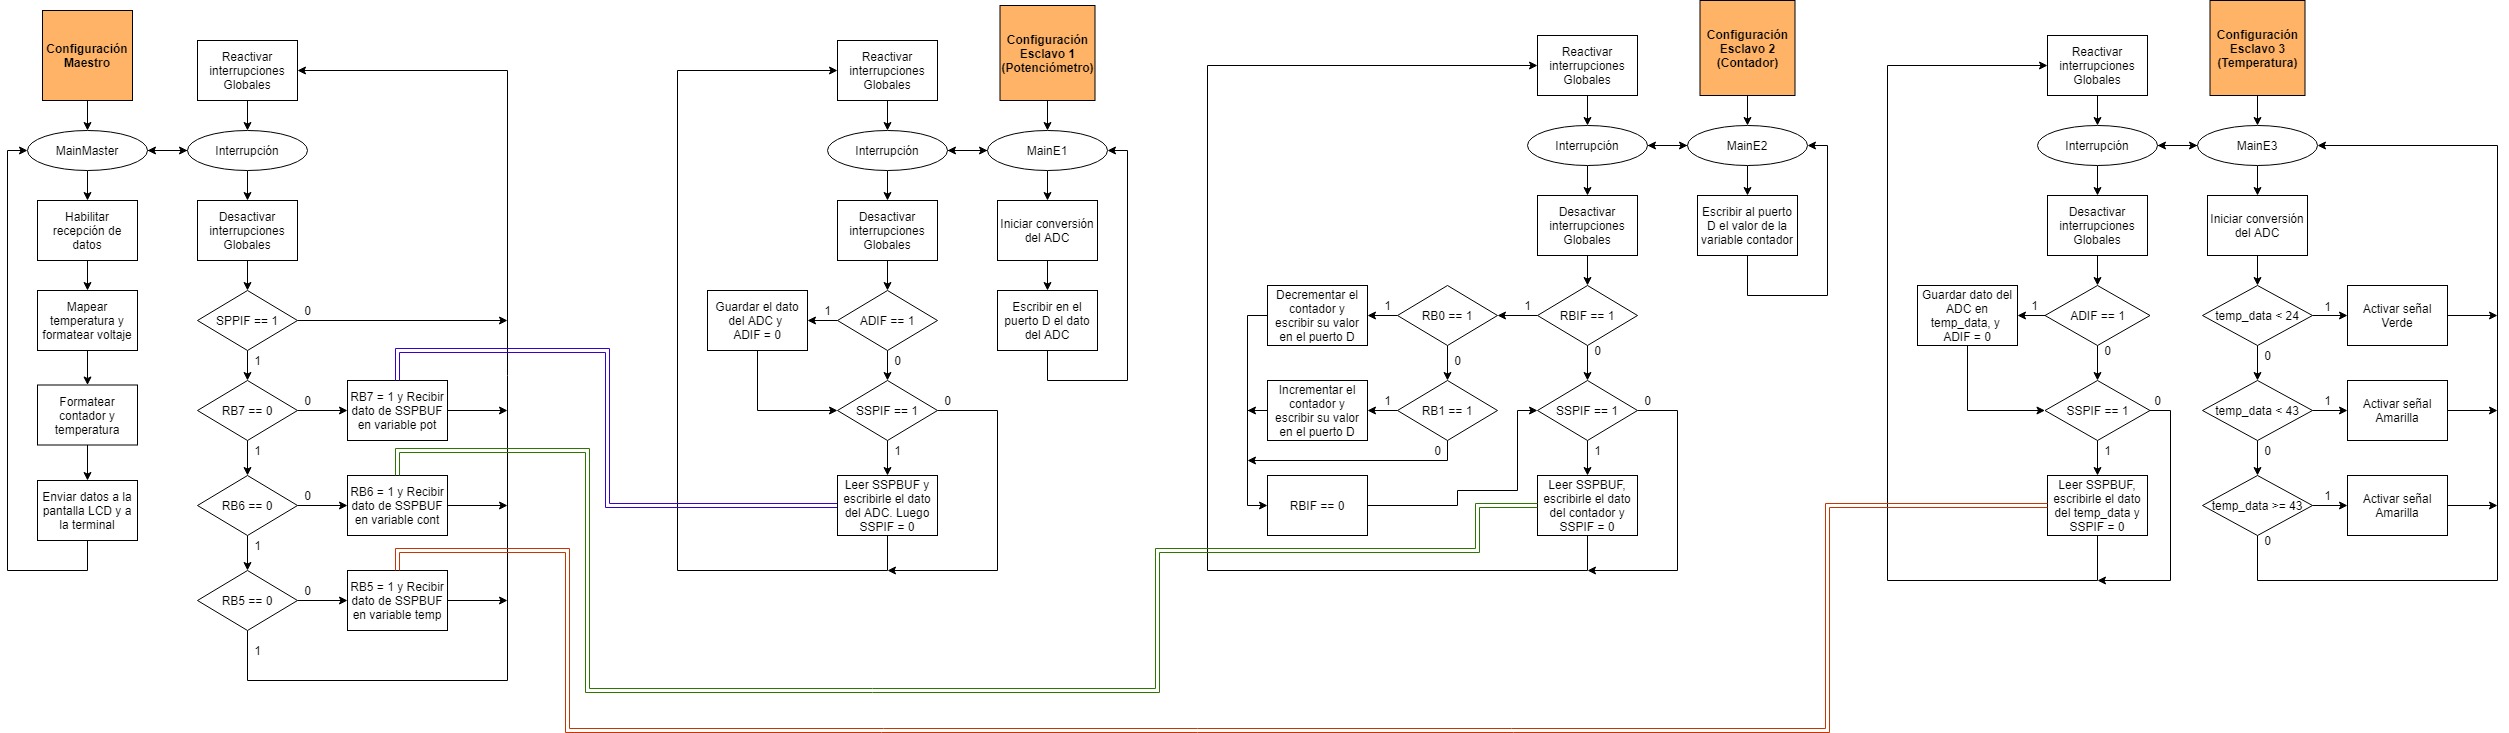 Configuración
Maestro
MainMaster
Habilitar
recepción de
datos
Mapear
temperatura y
formatear voltaje
Formatear
contador y
temperatura
Enviar datos a la
pantalla LCD y a
la terminal
Reactivar
interrupciones
Globales
Interrupción
Desactivar
interrupciones
Globales
SPPIF == 1
0
1
RB7 == 0
0
RB7 = 1 y Recibir
dato de SSPBUF
en variable pot
1
RB6 == 0
0
RB6 = 1 y Recibir
dato de SSPBUF
en variable cont
1
RB5 == 0
0
RB5 = 1 y Recibir
dato de SSPBUF
en variable temp
1
Reactivar
interrupciones
Globales
Interrupción
Desactivar
interrupciones
Globales
ADIF == 1
1
Guardar el dato
del ADC y
ADIF = 0
0
SSPIF == 1
0
1
Leer SSPBUF y
escribirle el dato
del ADC. Luego
SSPIF = 0
Configuración
Esclavo 1
(Potenciómetro)
MainE1
Iniciar conversión
del ADC
Escribir en el
puerto D el dato
del ADC
Reactivar
interrupciones
Globales
Interrupción
Desactivar
interrupciones
Globales
RBIF == 1
1
RB0 == 1
1
Decrementar el
contador y
escribir su valor
en el puerto D
0
RB1 == 1
1
Incrementar el
contador y
escribir su valor
en el puerto D
0
RBIF == 0
0
SSPIF == 1
0
1
Leer SSPBUF,
escribirle el dato
del contador y
SSPIF = 0
Configuración
Esclavo 2
(Contador)
MainE2
Escribir al puerto
D el valor de la
variable contador
Reactivar
interrupciones
Globales
Interrupción
Desactivar
interrupciones
Globales
ADIF == 1
1
Guardar dato del
ADC en
temp_data, y
ADIF = 0
0
SSPIF == 1
0
1
Leer SSPBUF,
escribirle el dato
del temp_data y
SSPIF = 0
Configuración
Esclavo 3
(Temperatura)
MainE3
Iniciar conversión
del ADC
temp_data < 24
1
Activar señal
Verde
0
temp_data < 43
1
Activar señal
Amarilla
0
temp_data >= 43
1
Activar señal
Amarilla
0